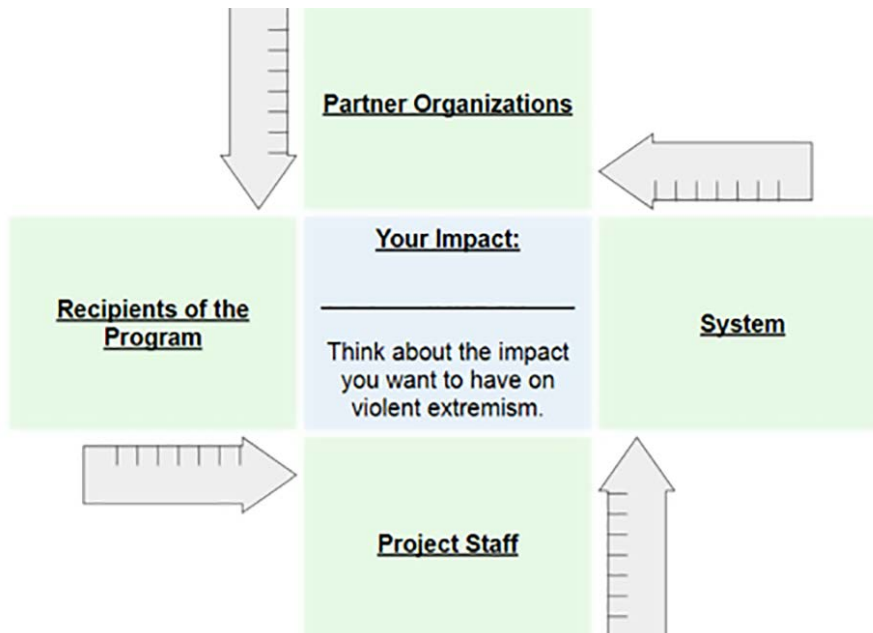 Partner Organizations
Your Impact:
Recipients of the
Program
System
Think about the impact
you want to have on
violent extremism.
Project Staff